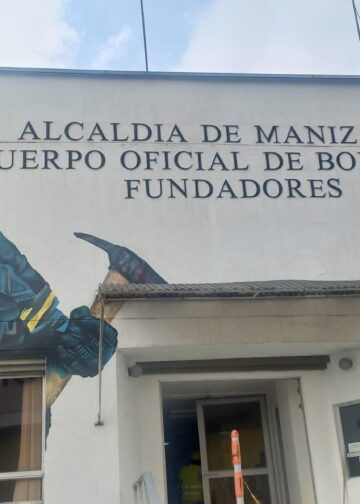 ALCALDIA DE MANIZ
UERPO OFICIAL DE BO
FUNDADORES